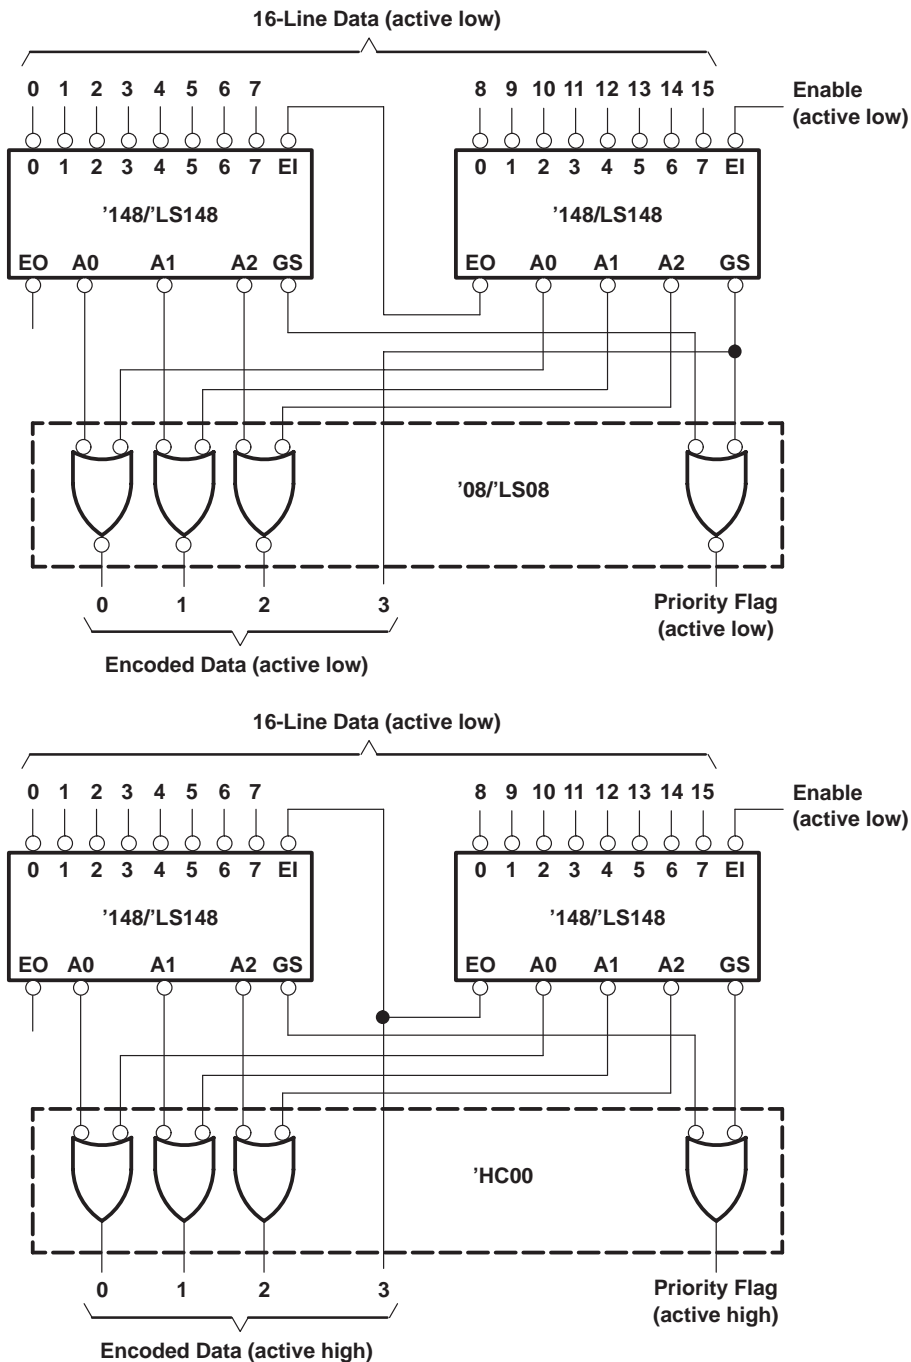 16-Line Data (active low)
0 1 2 3 4 5 6 7 8 9 10 11 12 13 14 15 Enable
(active low)
0 1 2 3 4 5 6 7 EI 0 1 2 3 4 5 6 7 EI
’148/’LS148 ’148/LS148
EO A0 A1 A2 GS EO A0 A1 A2 GS
’08/’LS08
0 1 2 3 Priority Flag
(active low)
Encoded Data (active low)
16-Line Data (active low)
0 1 2 3 4 5 6 7 8 9 10 11 12 13 14 15 Enable
(active low)
0 1 2 3 4 5 6 7 EI 0 1 2 3 4 5 6 7 EI
’148/’LS148 ’148/’LS148
EO A0 A1 A2 GS EO A0 A1 A2 GS
’HC00
0 1 2 3 Priority Flag
(active high)
Encoded Data (active high)